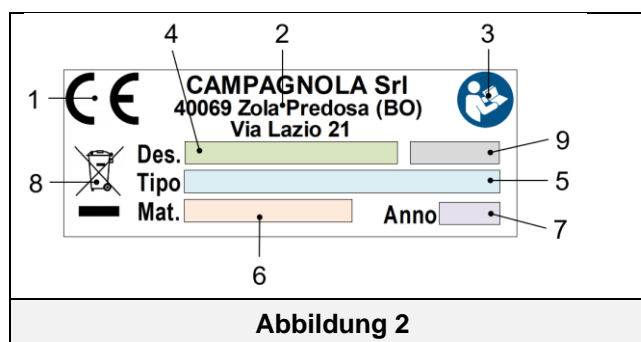 4 2 3
1 CE CAMPAGNOLA Srl
40069 Zola Predosa (BO)
Via Lazio 21
Des. 9
8 Tipo 5
Mat. Anno 7
6
Abbildung 2